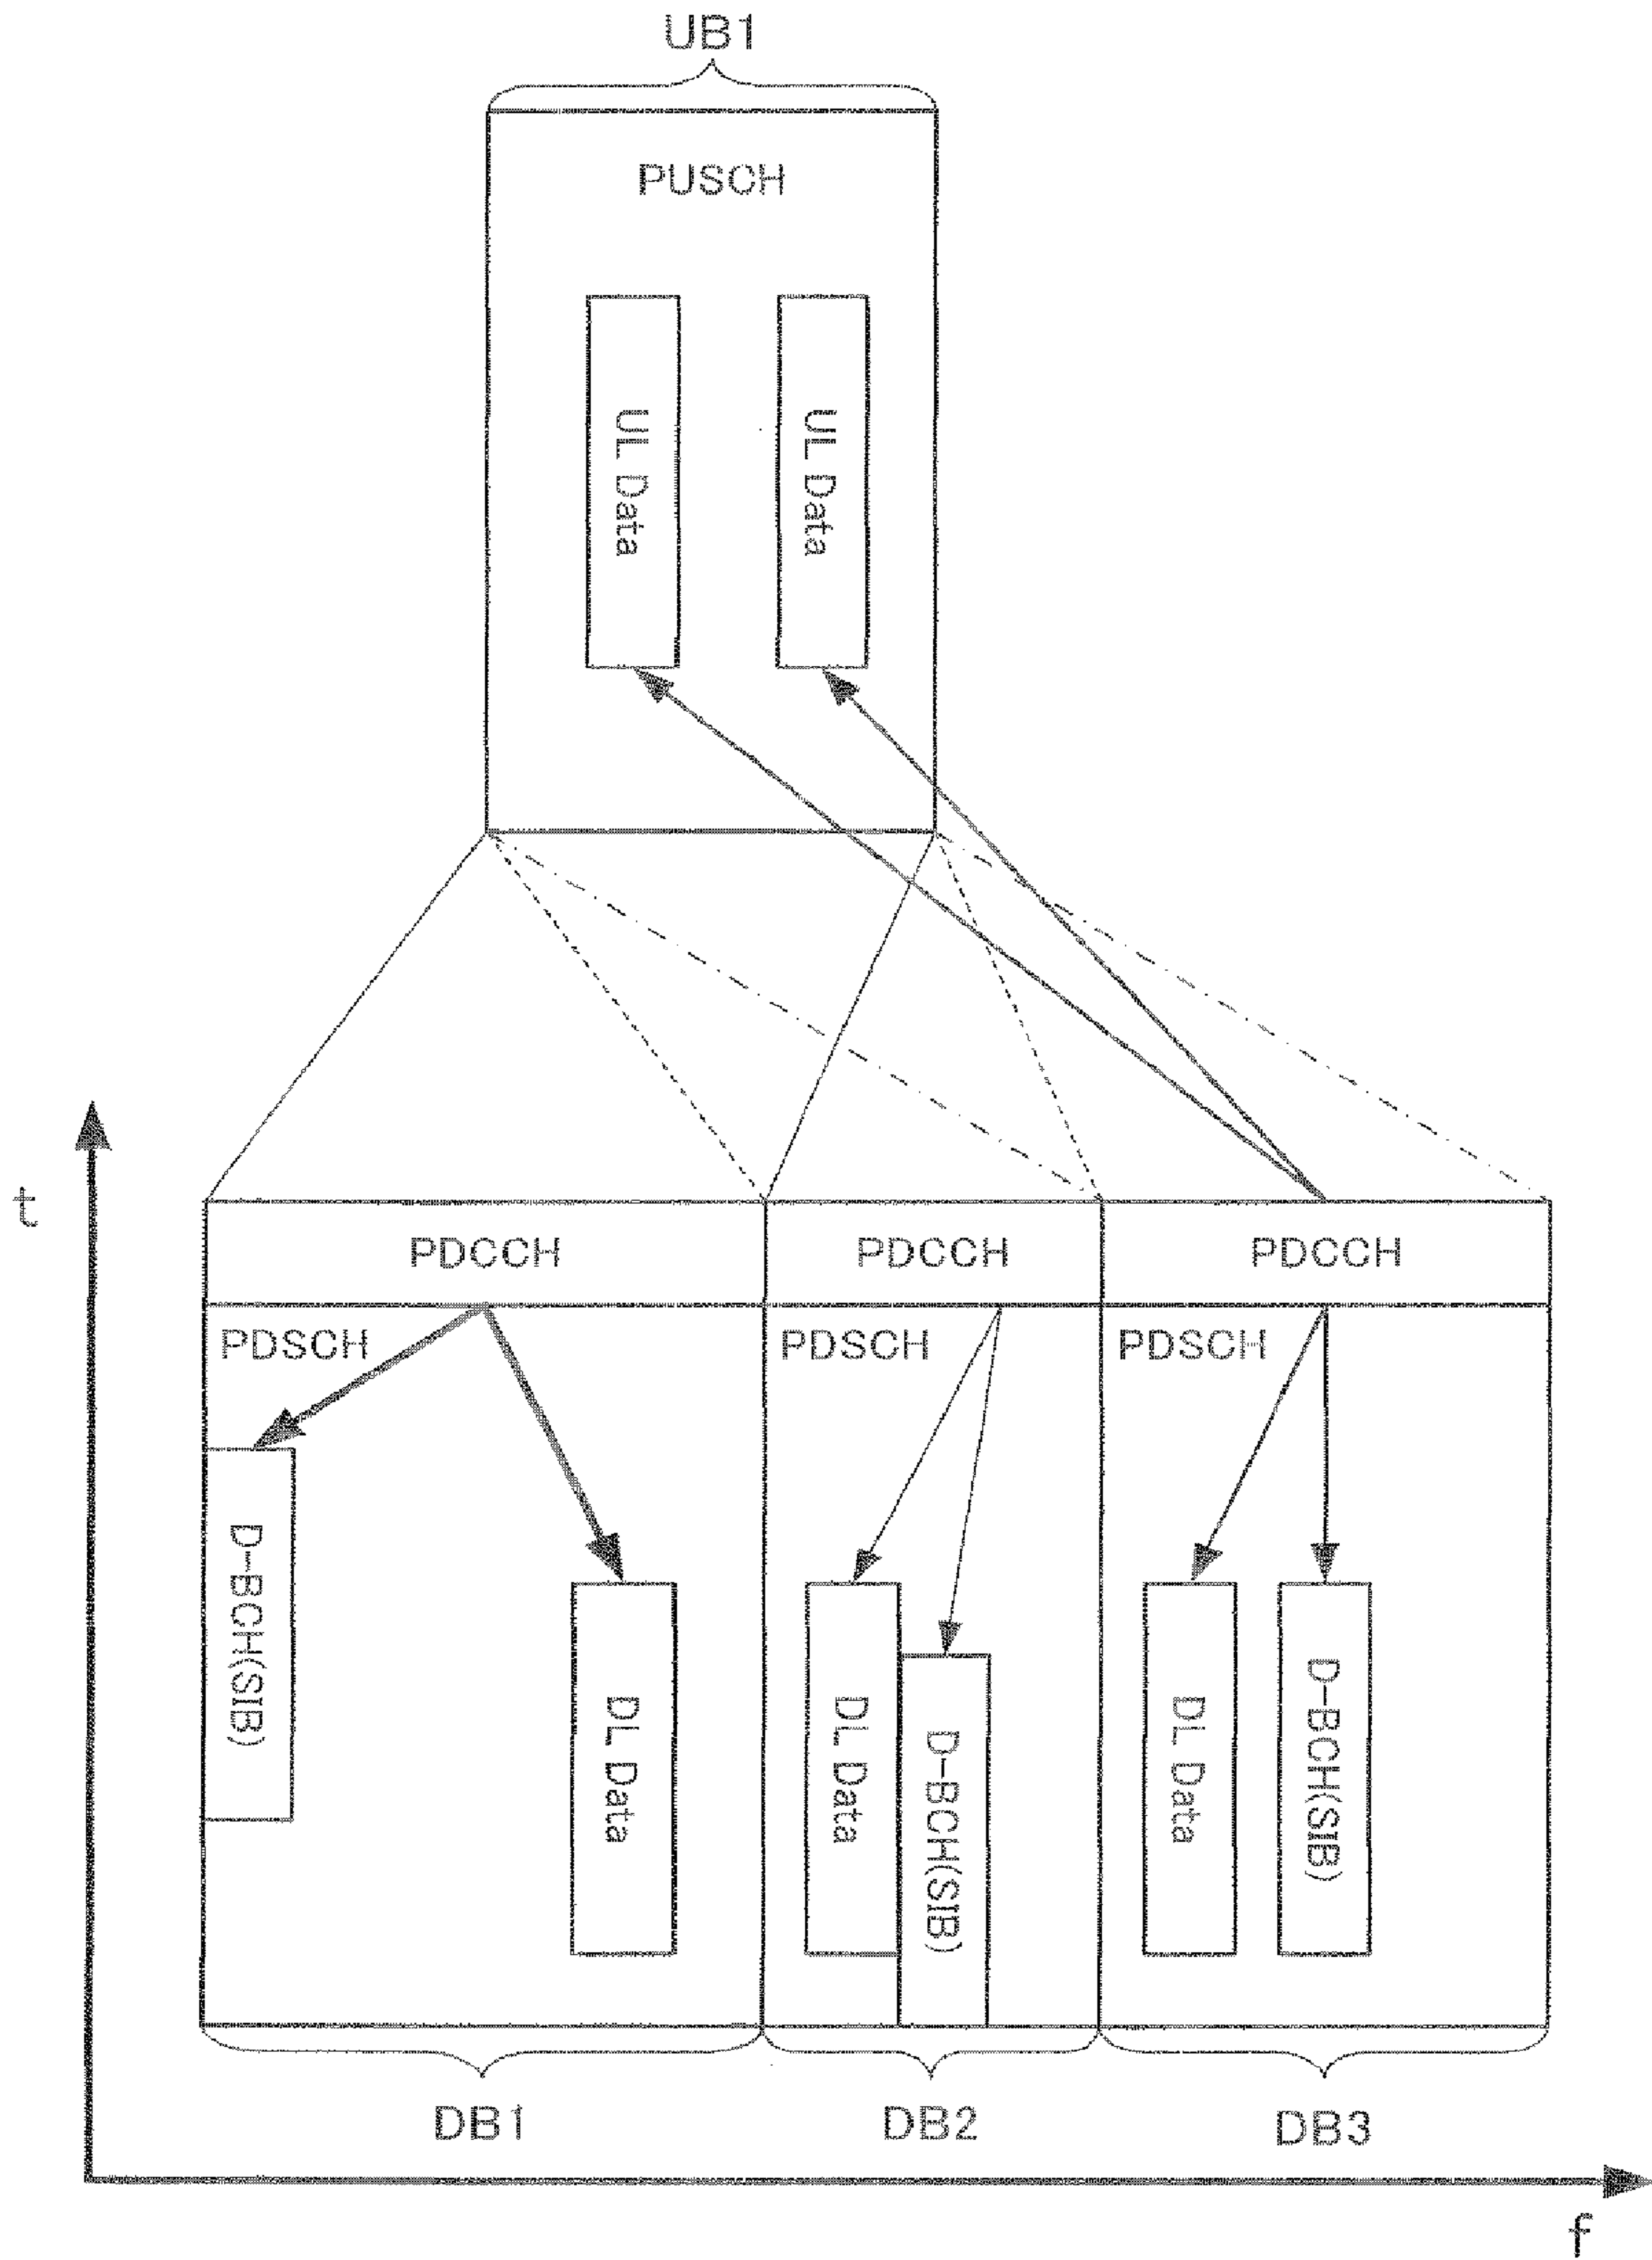 UB1
PUSCH
UL Data
UL Data
t
PDCCH
PDCCH
PDCCH
PDSCH
PDSCH
PDSCH
D-BCH(SIB)
DL Data
DL Data
D-BCH(SIB)
DL Data
D-BCH(SIB)
DB1
DB2
DB3
f